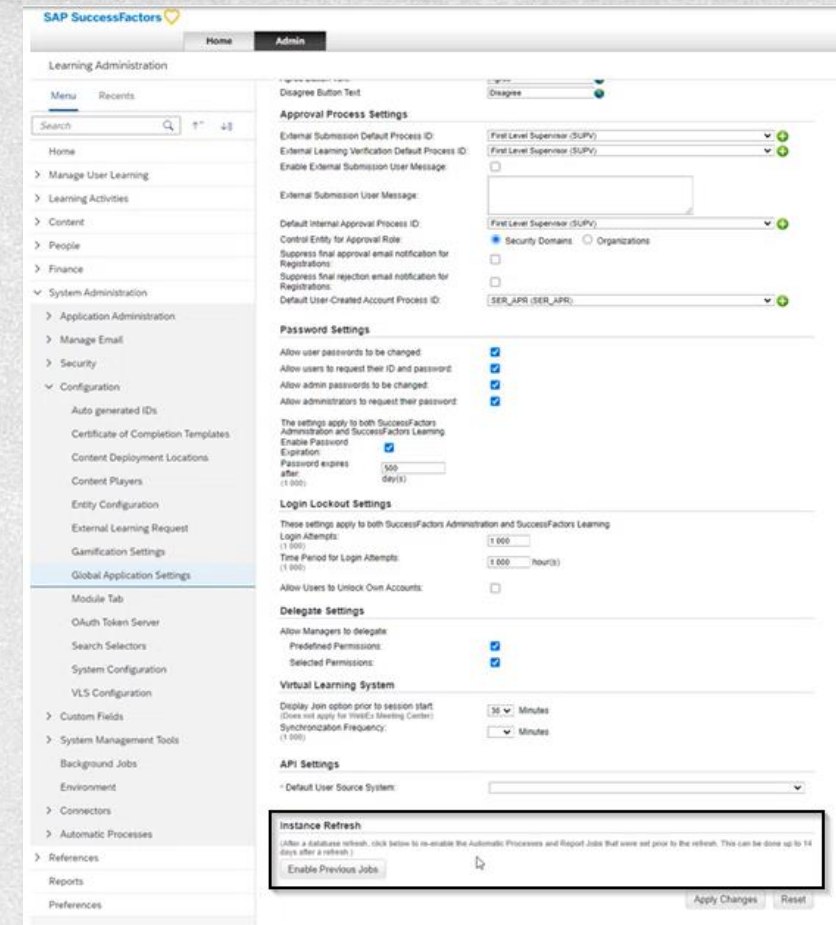 SAP SuccessFactors
Home Admin
Learning Administration
Menu Recents
Search
Home
Manage User Learning
Learning Activities
Content
People
Finance
System Administration
Application Administration
Manage Email
Security
Configuration
Auto generated IDs
Certificate of Completion Templates
Content Deployment Locations
Content Players
Entity Configuration
External Learning Request
Gamification Settings
Global Application Settings
Module Tab
OAuth Token Server
Search Selectors
System Configuration
VLS Configuration
Custom Fields
System Management Tools
Background Jobs
Environment
Connectors
Automatic Processes
References
Reports
Preferences
Disagree Button Text Disagree
Approval Process Settings
External Submission Default Process ID: First Level Supervisor (SUPV)
External Learning Verification Default Process ID: First Level Supervisor (SUPV)
Enable External Submission User Message:
External Submission User Message:
Default Internal Approval Process ID: First Level Supervisor (SUPV)
Control Entity for Approval Role: Security Domains Organizations
Suppress final approval email notification for
Registrations:
Suppress final rejection email notification for
Registrations:
Default User-Created Account Process ID: SER_APR (SER_APR)
Password Settings
Allow user passwords to be changed:
Allow users to request their ID and password:
Allow admin passwords to be changed:
Allow administrators to request their password:
The settings apply to both SuccessFactors
Administration and SuccessFactors Learning.
Enable Password
Expiration:
Password expires
after: 500
(1 000) day(s)
Login Lockout Settings
These settings apply to both SuccessFactors Administration and SuccessFactors Learning.
Login Attempts: 1 000
(1 000)
Time Period for Login Attempts: 1 000 hour(s)
(1 000)
Allow Users to Unlock Own Accounts:
Delegate Settings
Allow Managers to delegate:
Predefined Permissions:
Selected Permissions:
Virtual Learning System
Display Join option prior to session start: 30 Minutes
(Does not apply for WebEx Meeting Center)
Synchronization Frequency: Minutes
(1 000)
API Settings
* Default User Source System:
Instance Refresh
(After a database refresh, click below to re-enable the Automatic Processes and Report Jobs that were set prior to the refresh. This can be done up to 14
days after a refresh.)
Enable Previous Jobs
Apply Changes Reset